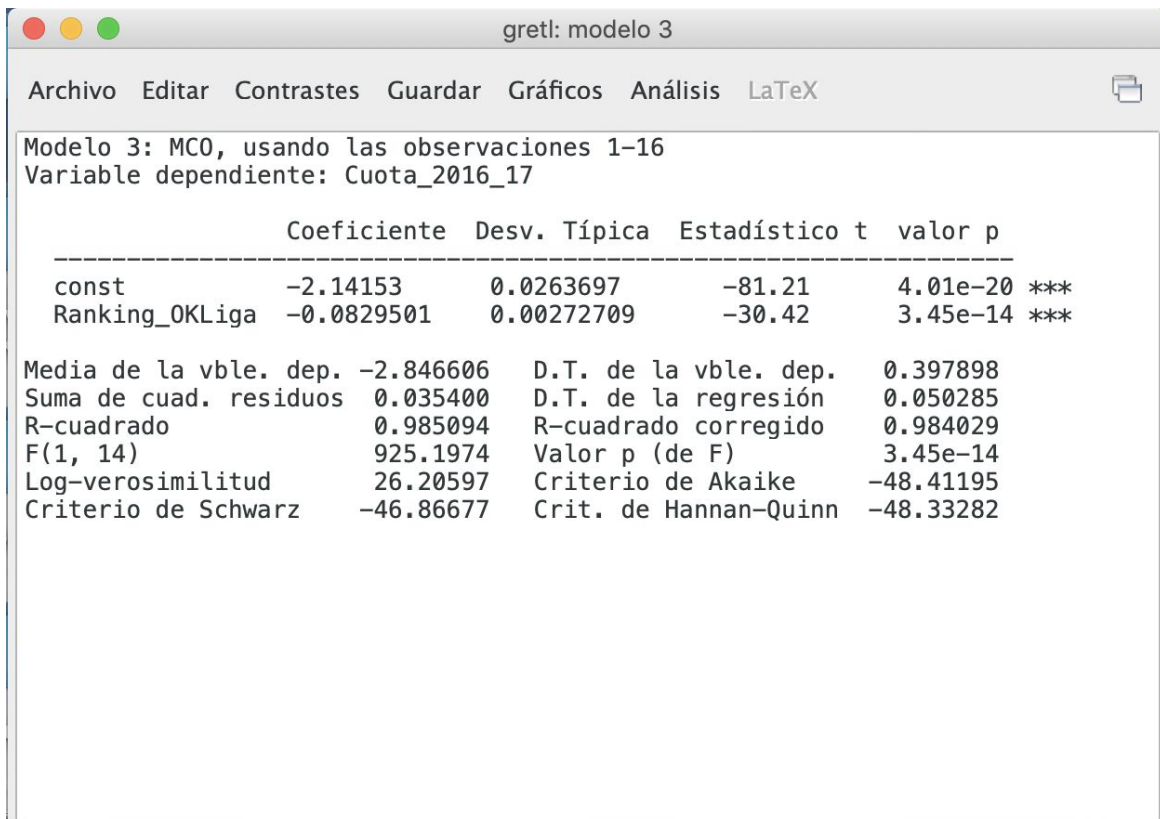 gretl: modelo 3
Archivo Editar Contrastes Guardar Gráficos Análisis LaTeX
Modelo 3: MCO, usando las observaciones 1-16
Variable dependiente: Cuota_2016_17
Coeficiente Desv. Típica Estadístico t valor p
const -2.14153 0.0263697 -81.21 4.01e-20 ***
Ranking_OKLiga -0.0829501 0.00272709 -30.42 3.45e-14 ***
Media de la vble. dep. -2.846606 D.T. de la vble. dep. 0.397898
Suma de cuad. residuos 0.035400 D.T. de la regresión 0.050285
R-cuadrado 0.985094 R-cuadrado corregido 0.984029
F(1, 14) 925.1974 Valor p (de F) 3.45e-14
Log-verosimilitud 26.20597 Criterio de Akaike -48.41195
Criterio de Schwarz -46.86677 Crit. de Hannan-Quinn -48.33282